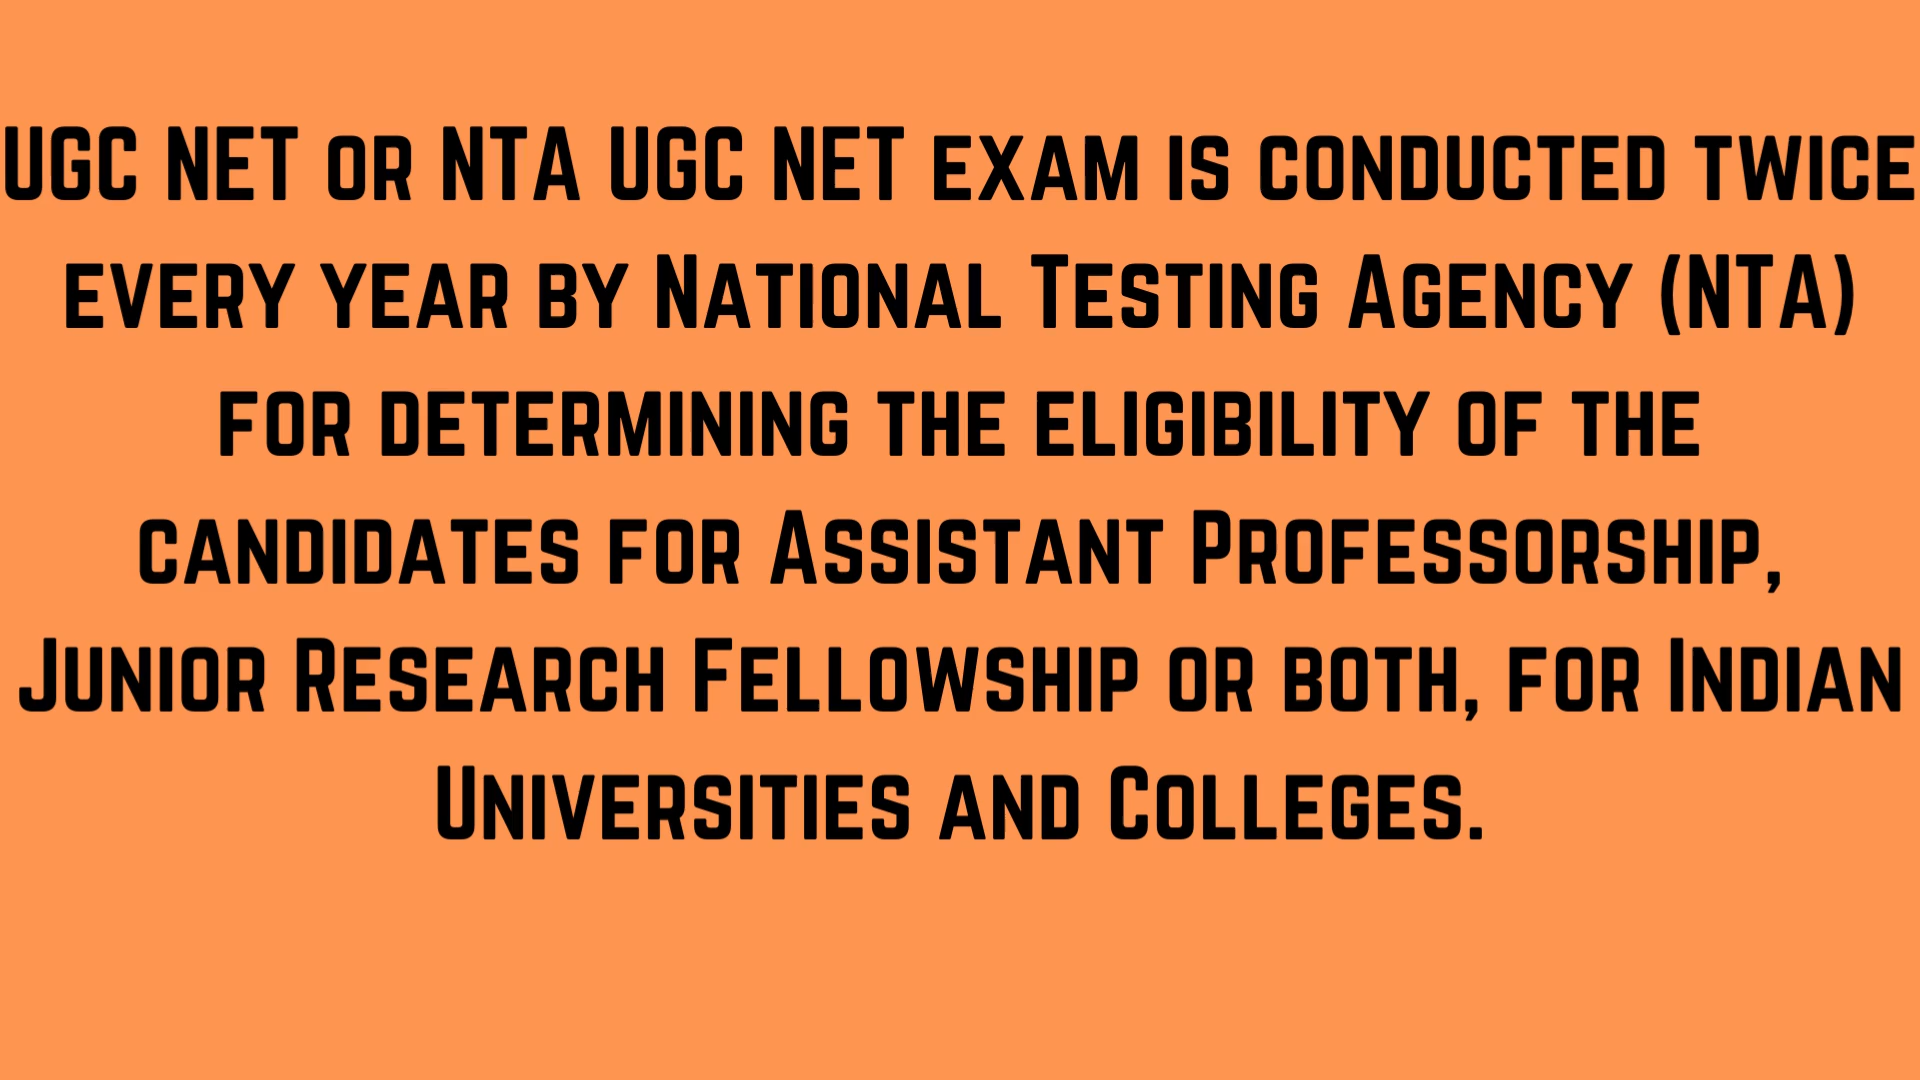 UGC NET or NTA UGC NET exam is conducted twice
every year by National Testing Agency (NTA)
for determining the eligibility of the
candidates for Assistant Professorship,
Junior Research Fellowship or both, for Indian
Universities and Colleges.